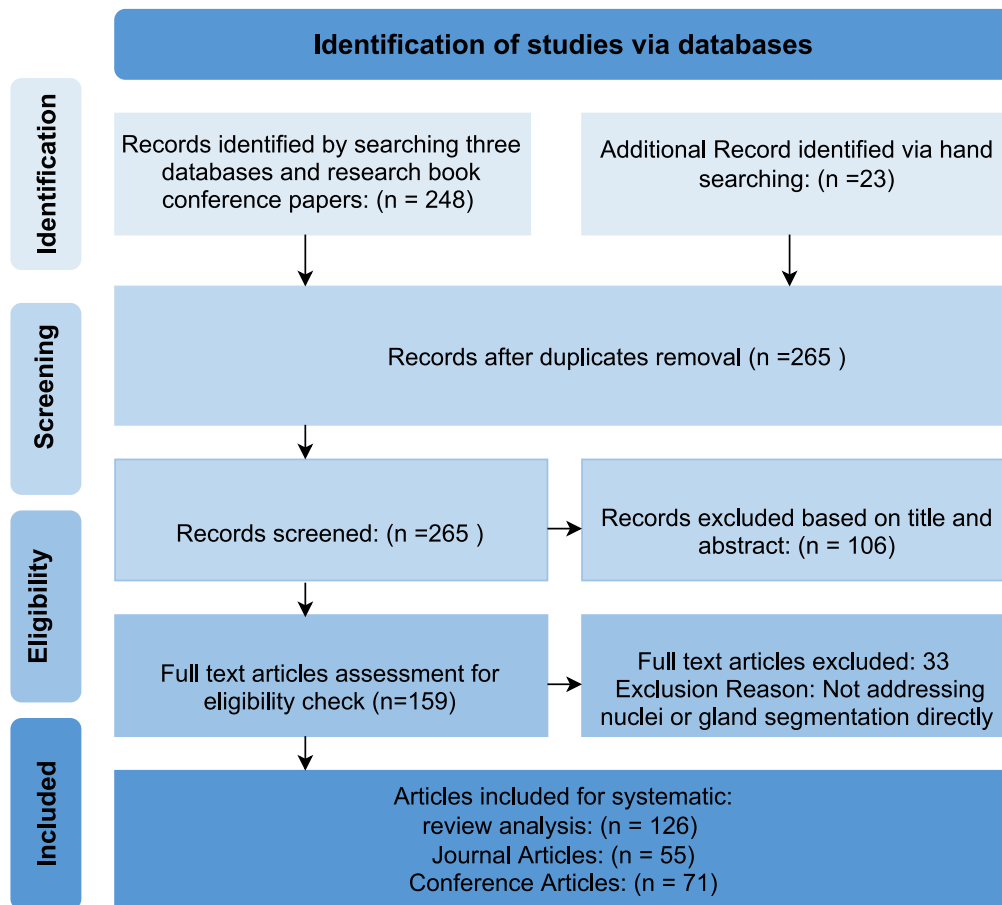 Identification of studies via databases
Identification
Records identified by searching three
databases and research book
conference papers: (n = 248)
Additional Record identified via hand
searching: (n =23)
Screening
Records after duplicates removal (n =265 )
Records screened: (n =265 )
Records excluded based on title and
abstract: (n = 106)
Eligibility
Full text articles assessment for
eligibility check (n=159)
Full text articles excluded: 33
Exclusion Reason: Not addressing
nuclei or gland segmentation directly
Included
Articles included for systematic:
review analysis: (n = 126)
Journal Articles: (n = 55)
Conference Articles: (n = 71)